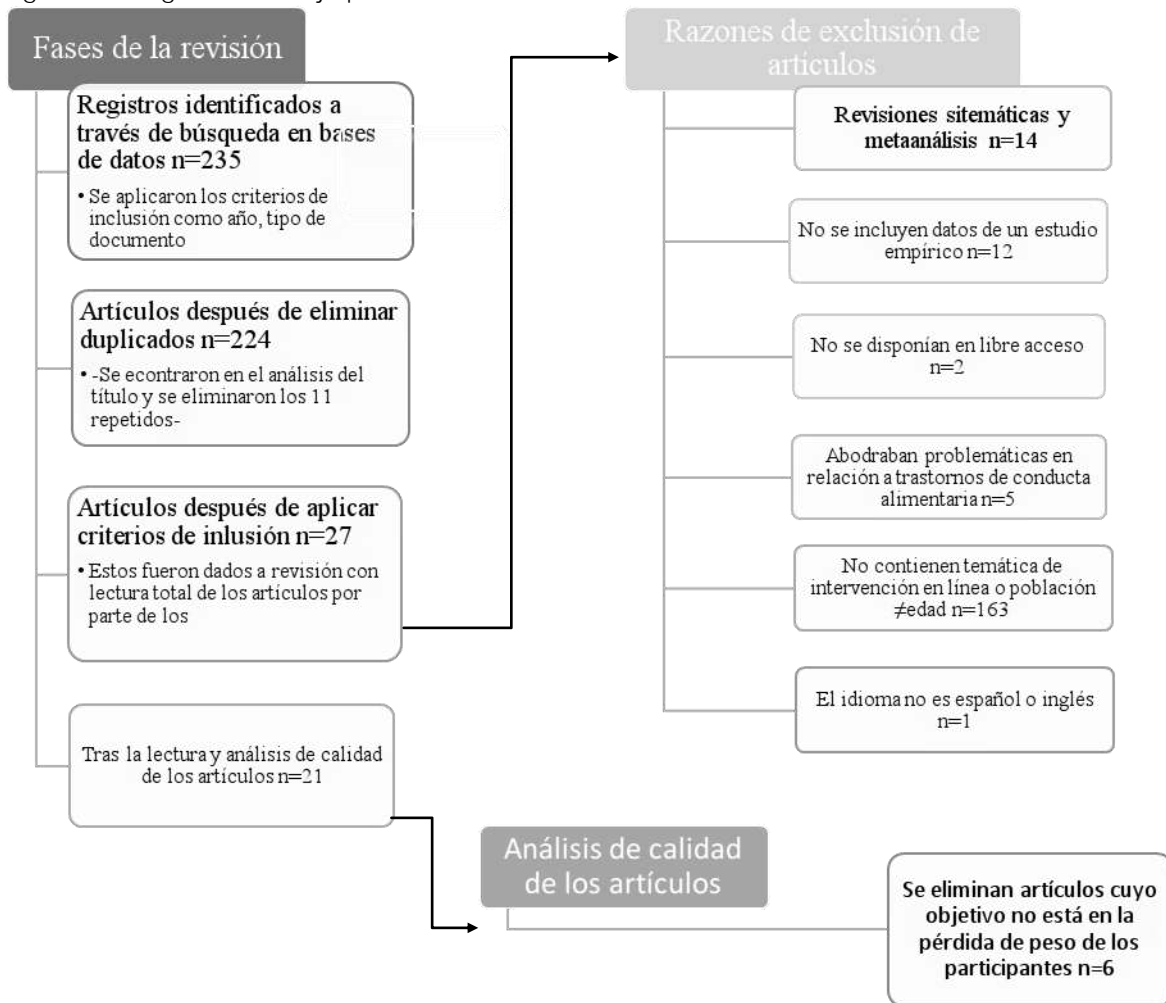 Fases de la revisión
Registros identificados a
través de búsqueda en bases
de datos n=235
• Se aplicaron los criterios de
inclusión como año, tipo de
documento
Artículos después de eliminar
duplicados n=224
• -Se econtraron en el análisis del
título y se eliminaron los 11
repetidos-
Artículos después de aplicar
criterios de inlusión n=27
• Estos fueron dados a revisión con
lectura total de los artículos por
parte de los
Tras la lectura y análisis de calidad
de los artículos n=21
Razones de exclusión de
articulos
Revisiones sitemáticas y
metaanálisis n=14
No se incluyen datos de un estudio
empírico n=12
No se disponían en libre acceso
n=2
Abodraban problemáticas en
relación a trastornos de conducta
alimentaria n=5
No contienen temática de
intervención en línea o población
≠edad n=163
El idioma no es español o inglés
n=1
Análisis de calidad
de los artículos
Se eliminan artículos cuyo
objetivo no está en la
pérdida de peso de los
participantes n=6